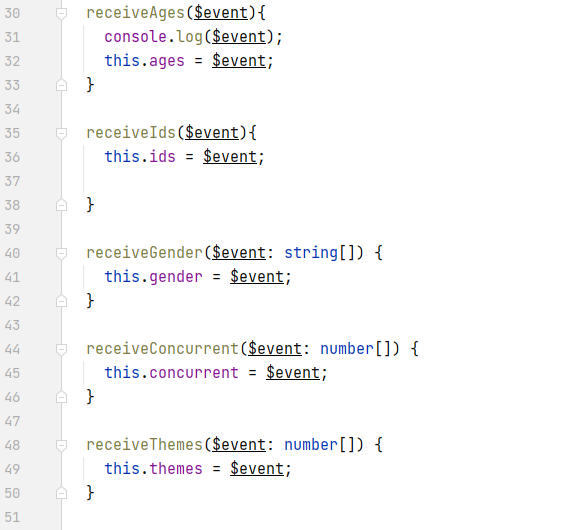 30 receiveAges($event){
31 console.log($event);
32 this.ages = $event;
33 }
34
35 receiveIds($event){
36 this.ids = $event;
37
38 }
39
40 receiveGender($event: string[]) {
41 this.gender = $event;
42 }
43
44 receiveConcurrent($event: number[]) {
45 this.concurrent = $event;
46 }
47
48 receiveThemes($event: number[]) {
49 this.themes = $event;
50 }
51